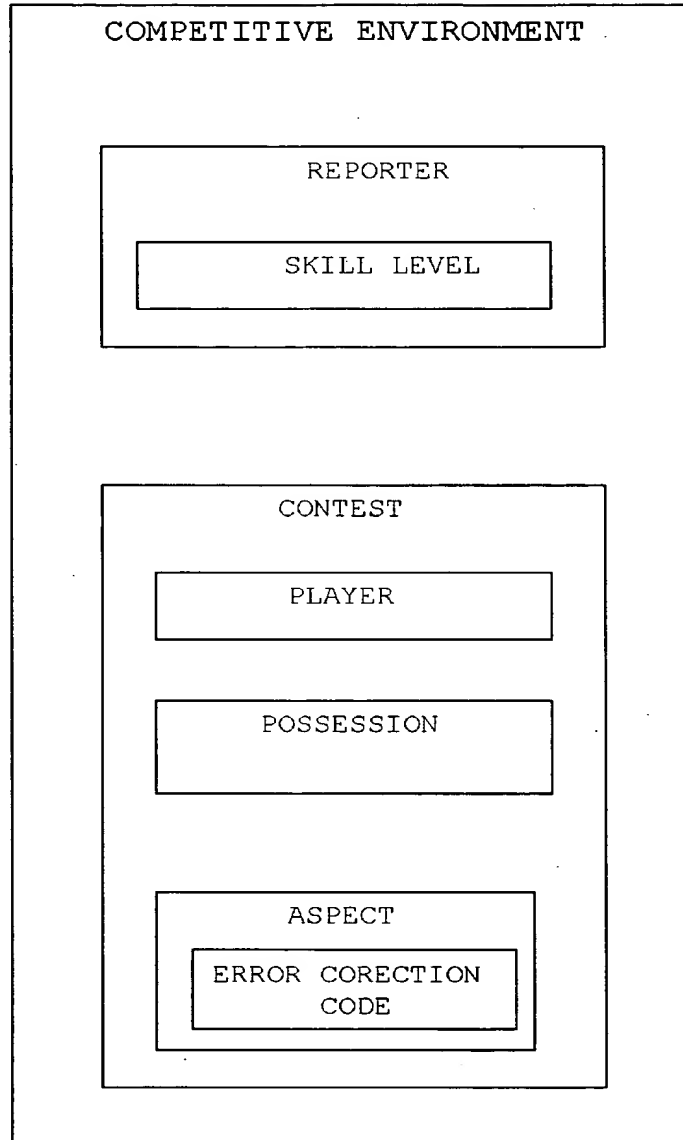 COMPETITIVE ENVIRONMENT
REPORTER
SKILL LEVEL
CONTEST
PLAYER
POSSESSION
ASPECT
ERROR CORECTION
CODE